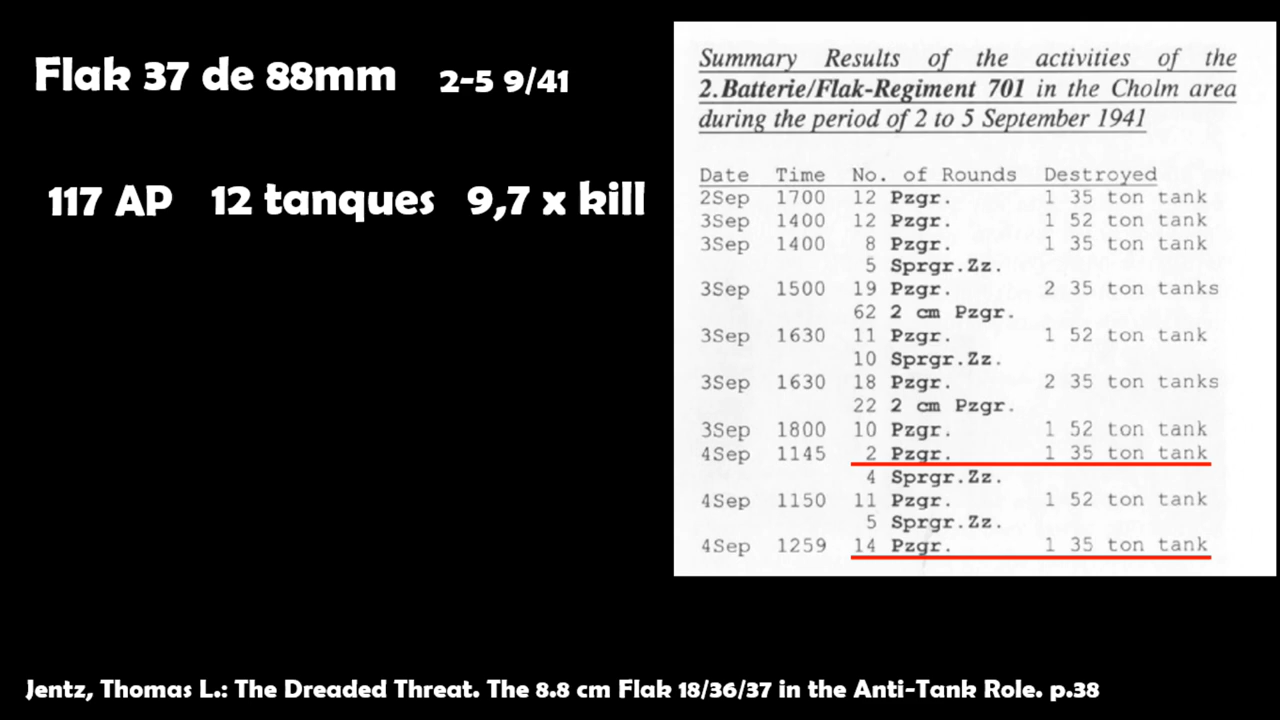 Flak 37 de 88mm 2-5 9/41
117 AP 12 tanques 9,7 x kill
Summary Results of the activities of the
2.Batterie/Flak-Regiment 701 in the Cholm area
during the period of 2 to 5 September 1941
Date Time No. of Rounds Destroyed
2Sep 1700 12 Pzgr. 1 35 ton tank
3Sep 1400 12 Pzgr. 1 52 ton tank
3Sep 1400 8 Pzgr. 1 35 ton tank
5 Sprgr.Zz.
3Sep 1500 19 Pzgr. 2 35 ton tanks
62 2 cm Pzgr.
3Sep 1630 11 Pzgr. 1 52 ton tank
10 Sprgr.Zz.
3Sep 1630 18 Pzgr. 2 35 ton tanks
22 2 cm Pzgr.
3Sep 1800 10 Pzgr. 1 52 ton tank
4Sep 1145 2 Pzgr. 1 35 ton tank
4 Sprgr.Zz.
4Sep 1150 11 Pzgr. 1 52 ton tank
5 Sprgr.Zz.
4Sep 1259 14 Pzgr. 1 35 ton tank
Jentz, Thomas L.: The Dreaded Threat. The 8.8 cm Flak 18/36/37 in the Anti-Tank Role. p.38